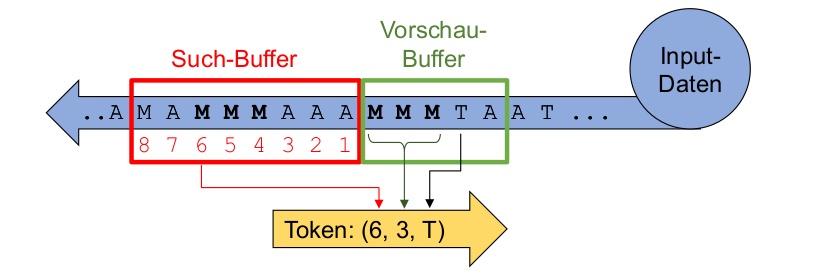 Vorschau-
Buffer
Such-Buffer
Input-
Daten
..A M A M M M A A A M M M T A A T ...
8 7 6 5 4 3 2 1
Token: (6, 3, T)